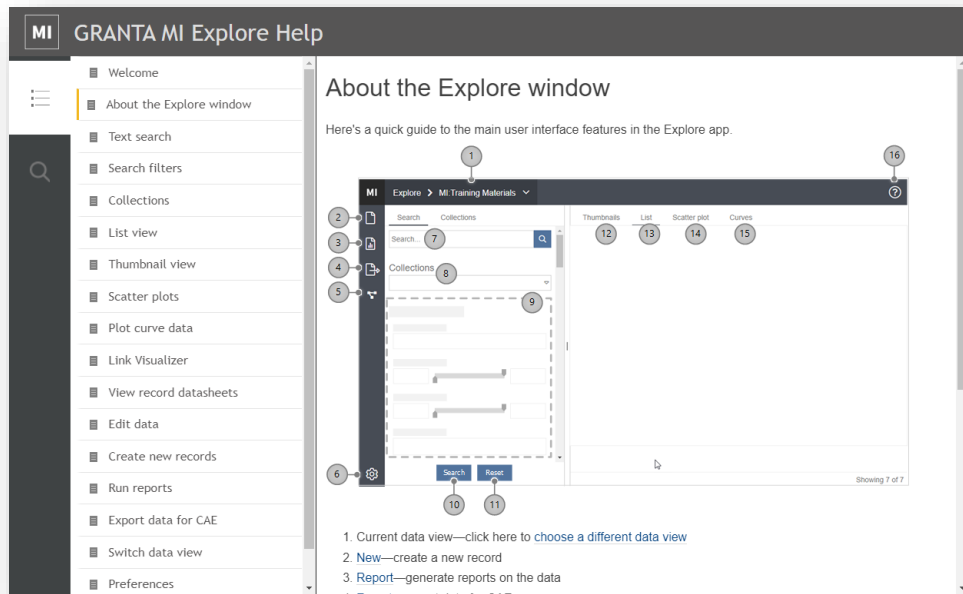 MI GRANTA MI Explore Help
Welcome
About the Explore window
Text search
Search filters
Collections
List view
Thumbnail view
Scatter plots
Plot curve data
Link Visualizer
View record datasheets
Edit data
Create new records
Run reports
Export data for CAE
Switch data view
Preferences
About the Explore window
Here's a quick guide to the main user interface features in the Explore app.
1
16
MI Explore MI:Training Materials ?
2
Search Collections
Thumbnails List Scatter plot Curves
3
Search... 7
12 13 14 15
4
Collections 8
5
9
6
Search Reset
Showing 7 of 7
10 11
1. Current data view—click here to choose a different data view
2. New—create a new record
3. Report—generate reports on the data